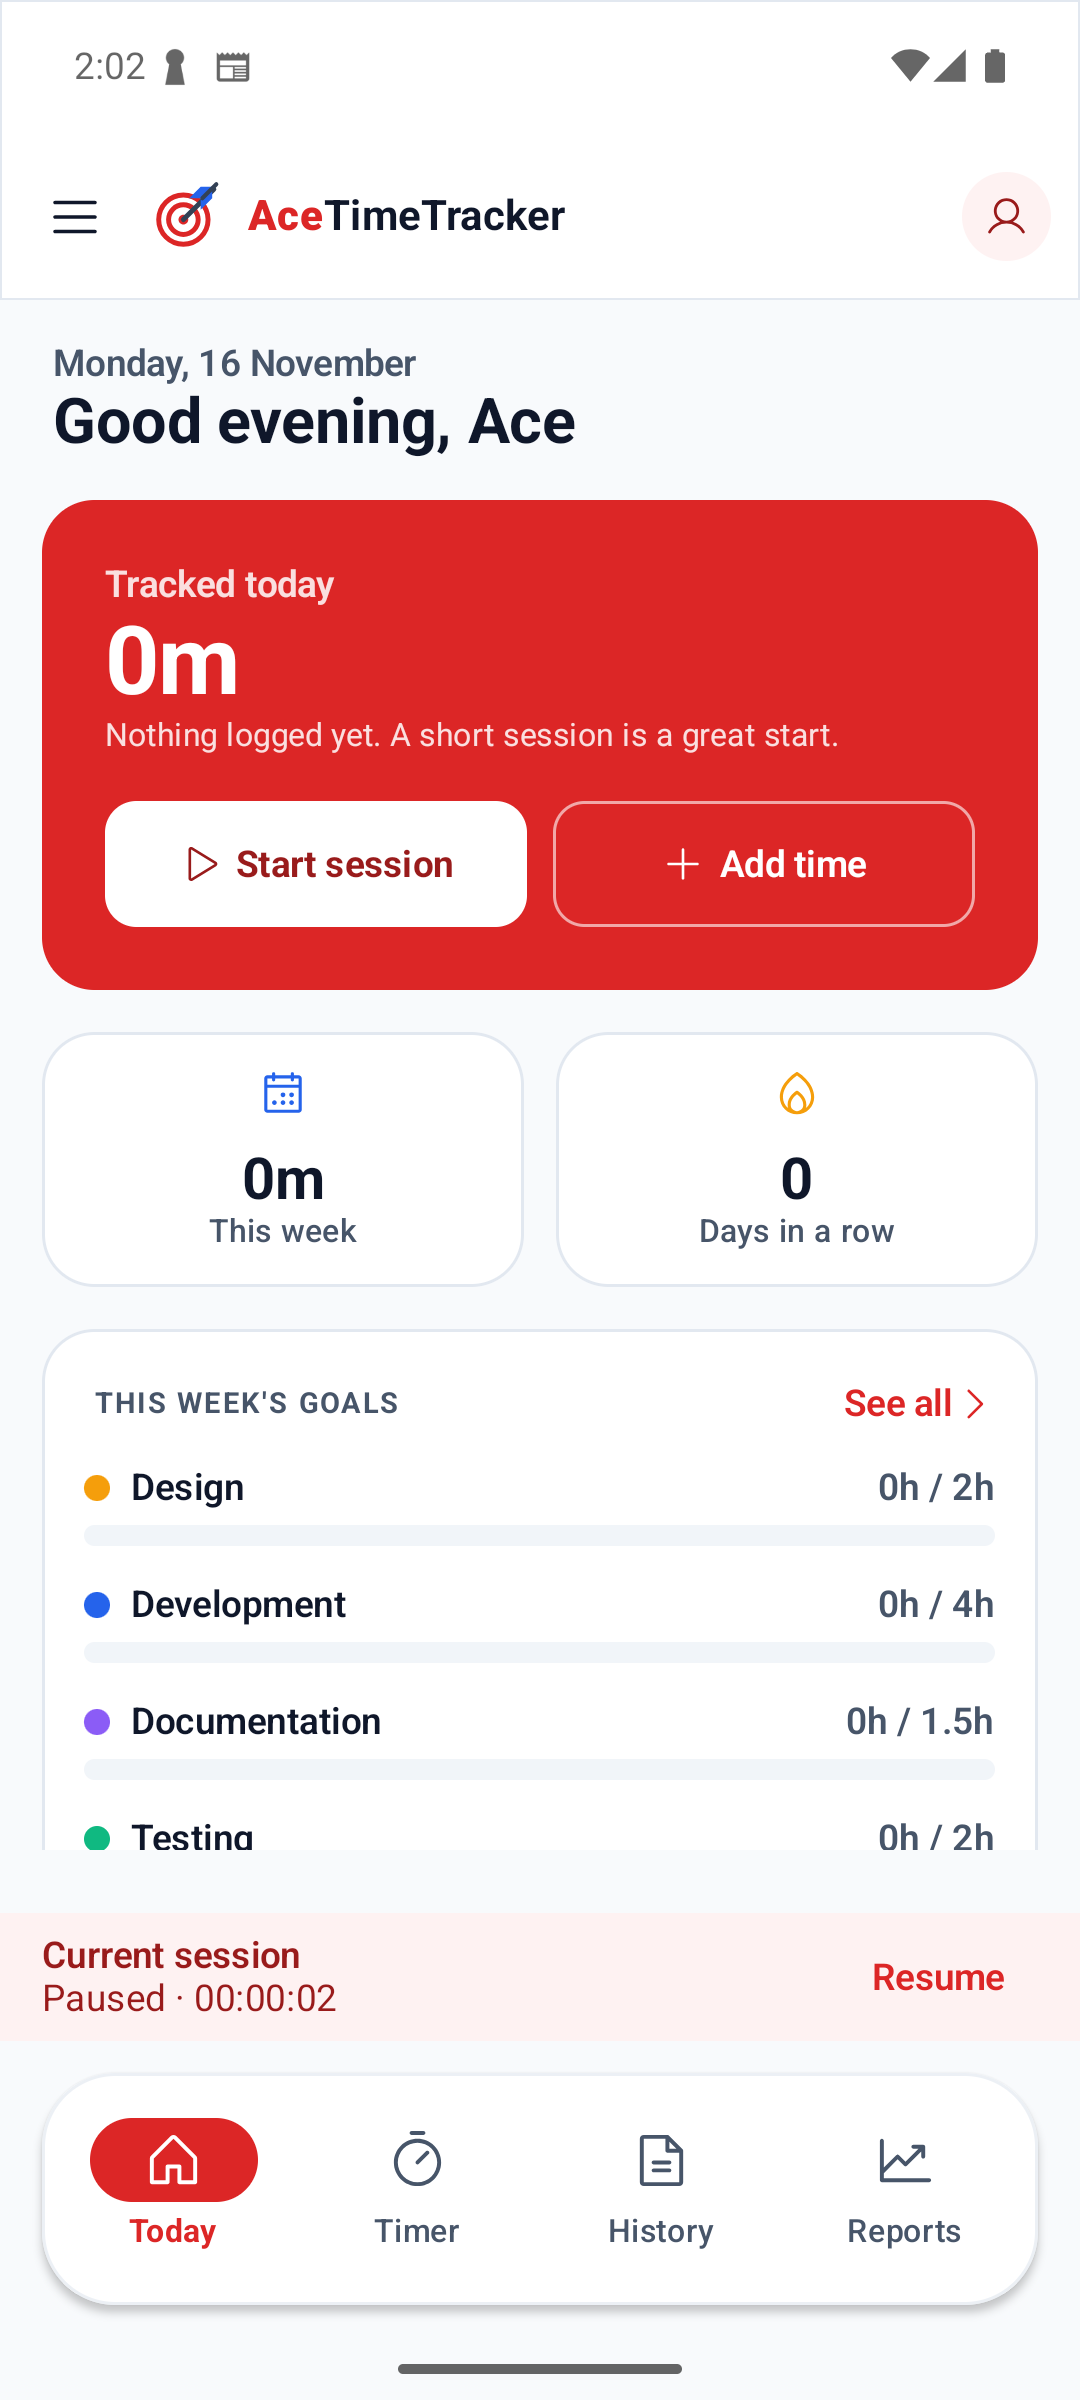 2:02
AceTimeTracker
Monday, 16 November
Good evening, Ace
Tracked today
0m
Nothing logged yet. A short session is a great start.
Start session
Add time
0m
This week
0
Days in a row
THIS WEEK'S GOALS
See all
Design 0h / 2h
Development 0h / 4h
Documentation 0h / 1.5h
Testing 0h / 2h
Current session
Paused · 00:00:02
Resume
Today Timer History Reports